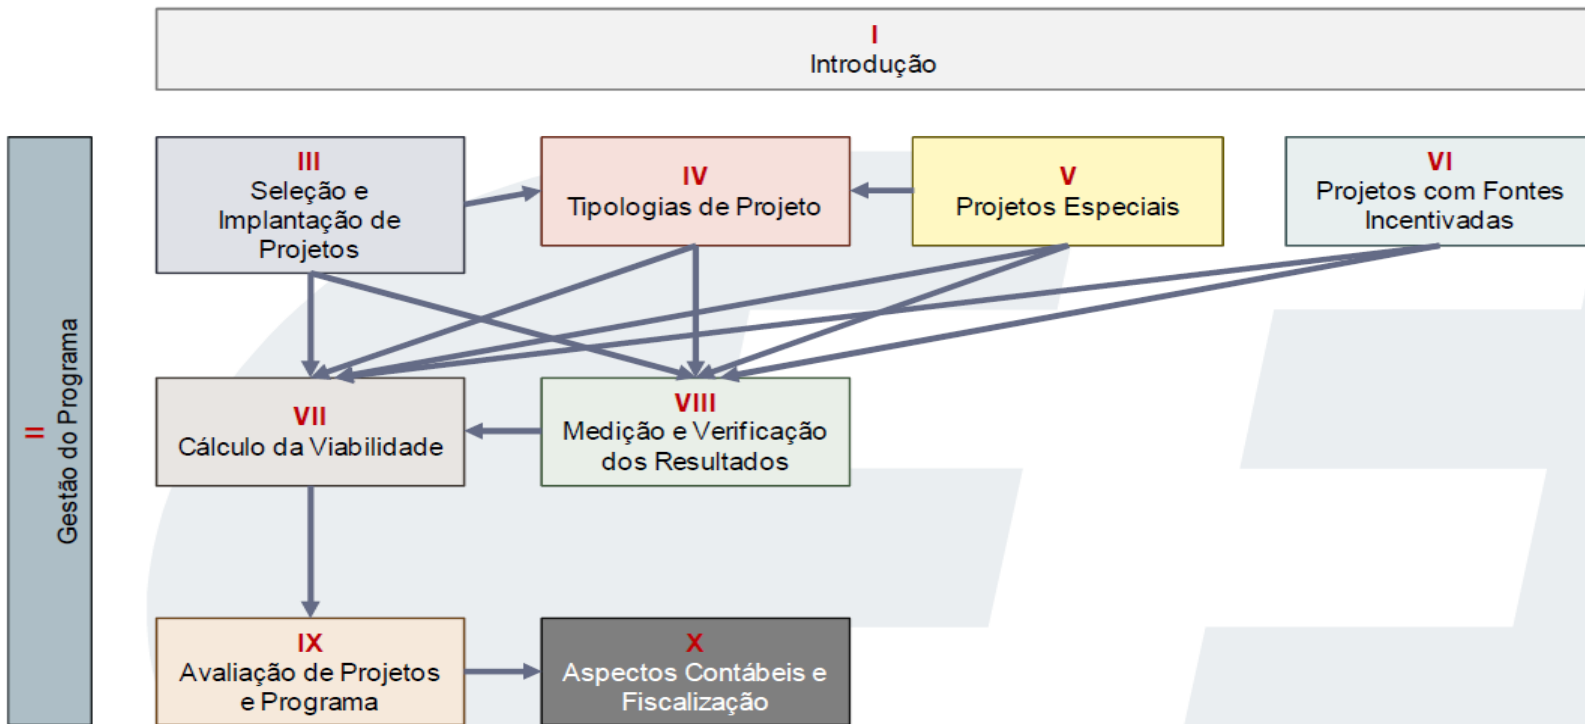 I
Introdução
II
Gestão do Programa
III
Seleção e
Implantação de
Projetos
IV
Tipologias de Projeto
V
Projetos Especiais
VI
Projetos com Fontes
Incentivadas
VII
Cálculo da Viabilidade
VIII
Medição e Verificação
dos Resultados
IX
Avaliação de Projetos
e Programa
X
Aspectos Contábeis e
Fiscalização